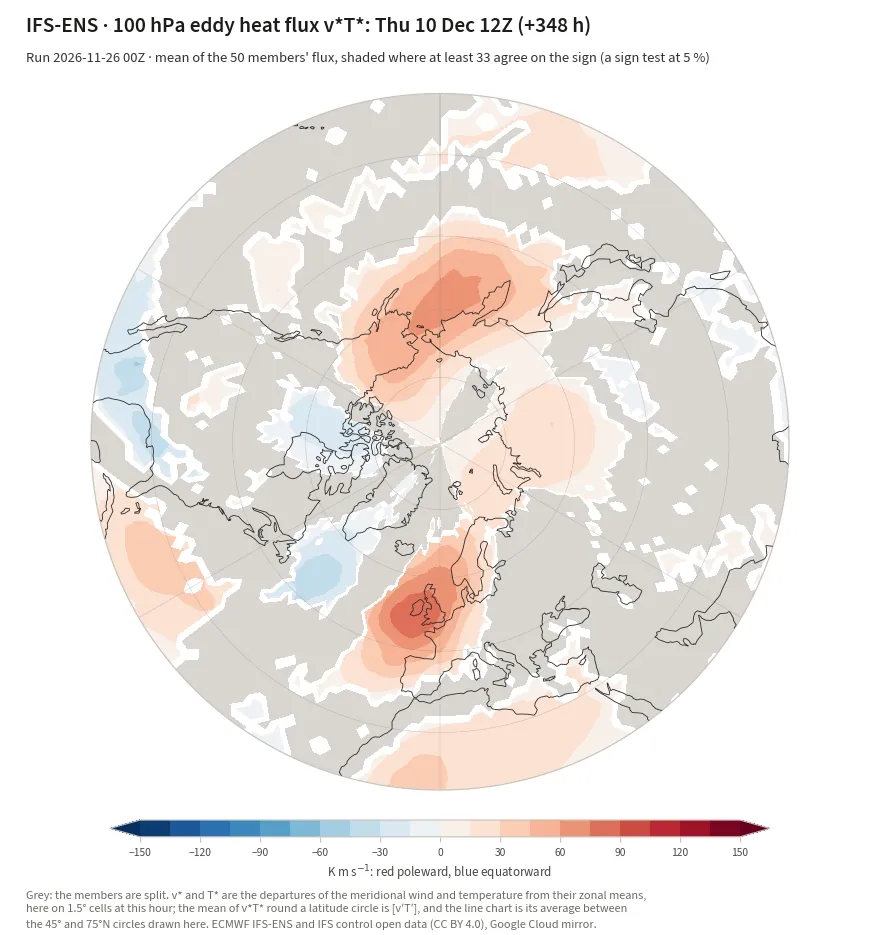 IFS-ENS · 100 hPa eddy heat flux v*T*: Thu 10 Dec 12Z (+348 h)
Run 2026-11-26 00Z · mean of the 50 members' flux, shaded where at least 33 agree on the sign (a sign test at 5 %)
−150 −120 −90 −60 −30 0 30 60 90 120 150
K m s⁻¹: red poleward, blue equatorward
Grey: the members are split. v* and T* are the departures of the meridional wind and temperature from their zonal means,
here on 1.5° cells at this hour; the mean of v*T* round a latitude circle is [v'T'], and the line chart is its average between
the 45° and 75°N circles drawn here. ECMWF IFS-ENS and IFS control open data (CC BY 4.0), Google Cloud mirror.